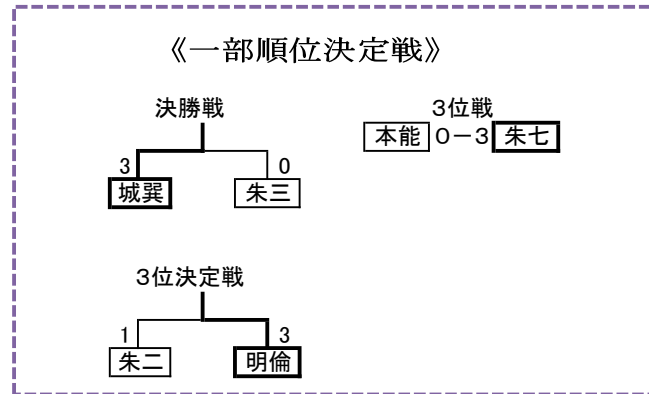 《一部順位決定戦》
決勝戦
3 0
城巽 朱三
3位戦
本能 0－3 朱七
3位決定戦
1 3
朱二 明倫